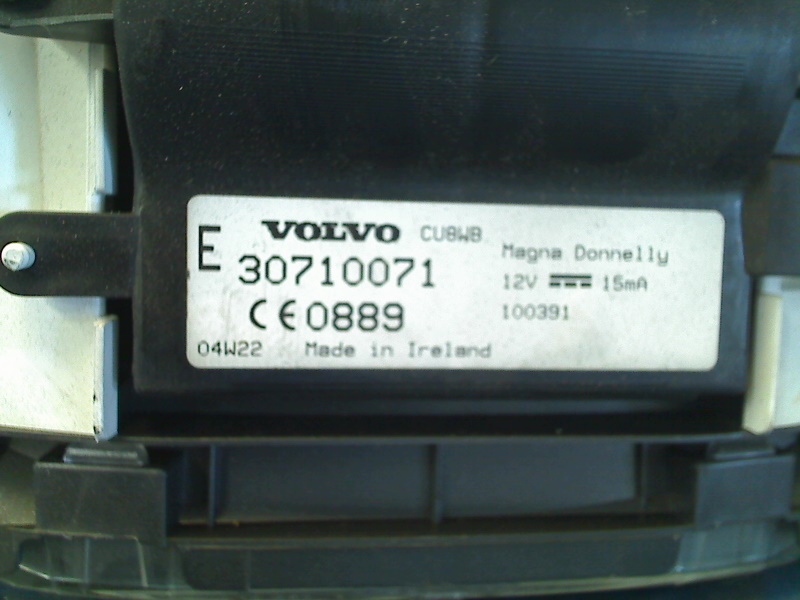 E VOLVO CU8WB
30710071
CE0889
04W22 Made in Ireland
Magna Donnelly
12V 15mA
100391